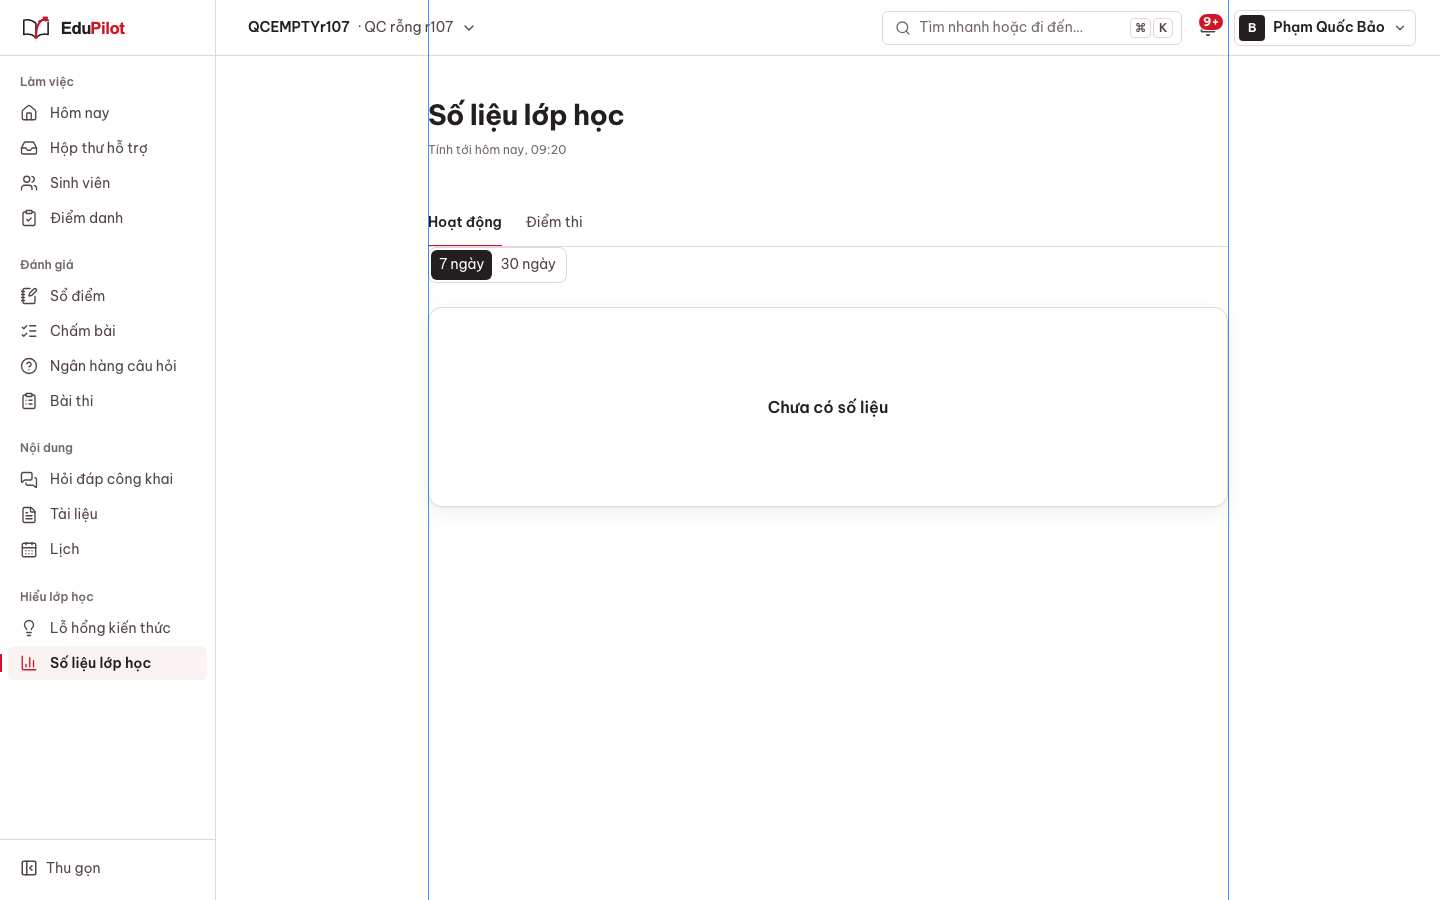 EduPilot
QCEMPTYr107 · QC rỗng r107
Tìm nhanh hoặc đi đến...
⌘ K
9+
B
Phạm Quốc Bảo
Làm việc
Hôm nay
Hộp thư hỗ trợ
Sinh viên
Điểm danh
Đánh giá
Sổ điểm
Chấm bài
Ngân hàng câu hỏi
Bài thi
Nội dung
Hỏi đáp công khai
Tài liệu
Lịch
Hiểu lớp học
Lỗ hổng kiến thức
Số liệu lớp học
Thu gọn
Số liệu lớp học
Tính tới hôm nay, 09:20
Hoạt động Điểm thi
7 ngày 30 ngày
Chưa có số liệu